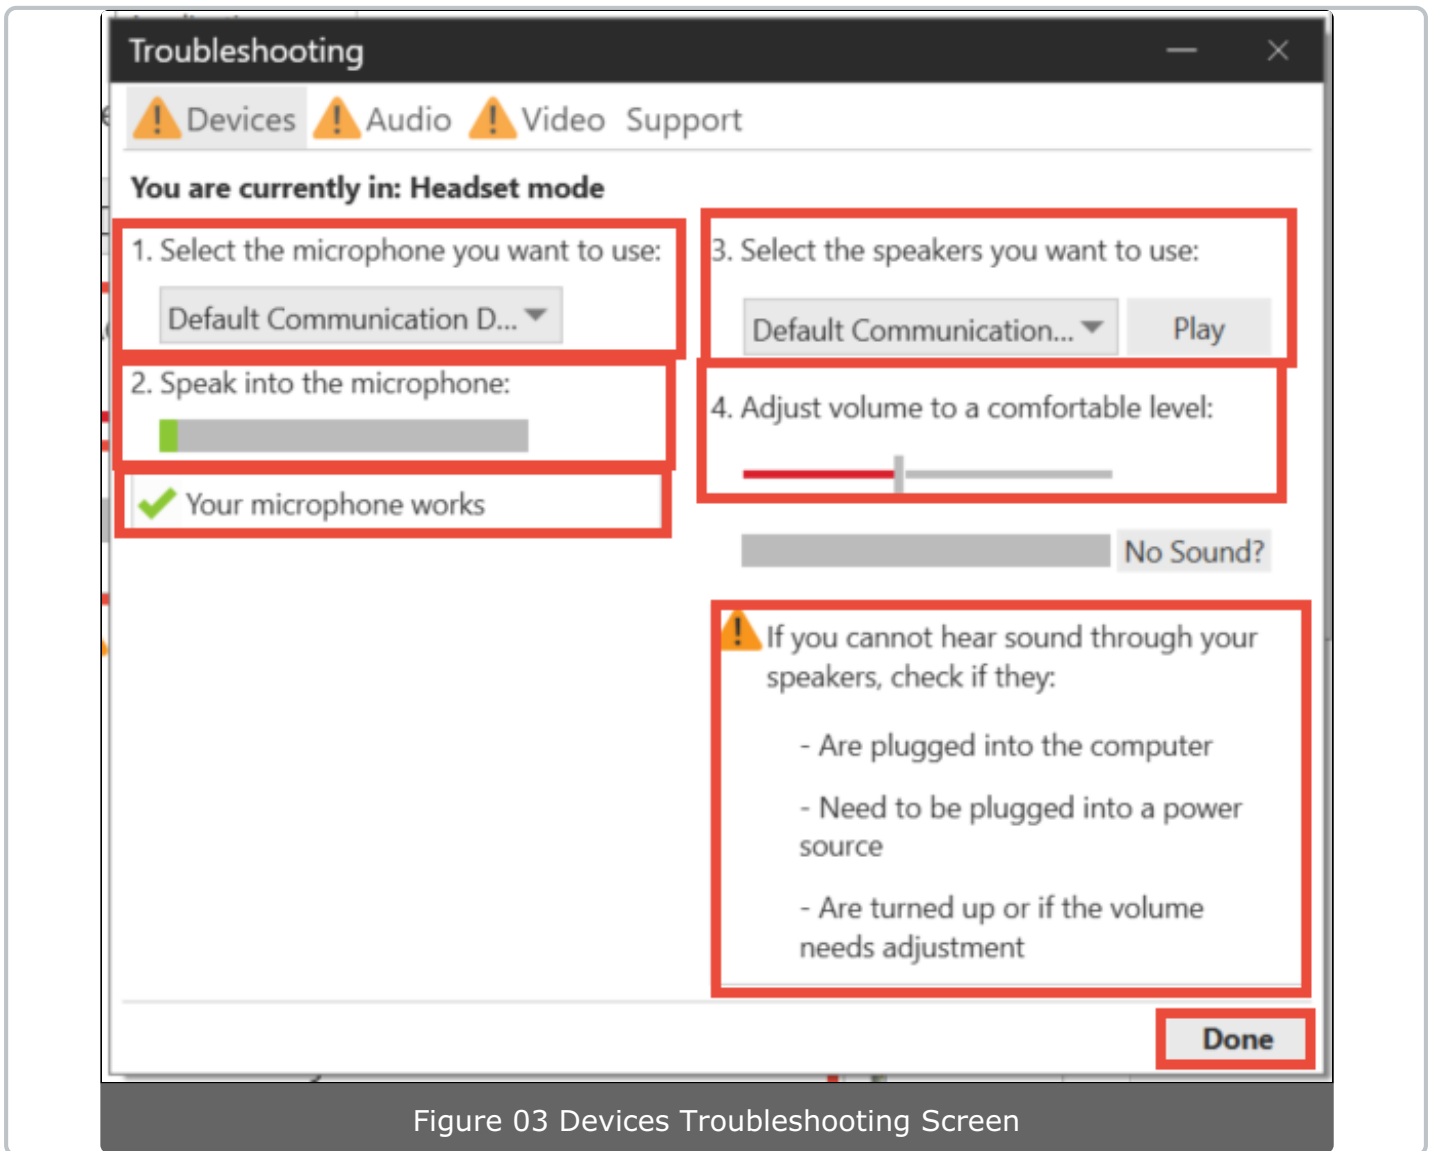 Troubleshooting
Devices Audio Video Support
You are currently in: Headset mode
1. Select the microphone you want to use:
Default Communication D...
2. Speak into the microphone:
Your microphone works
3. Select the speakers you want to use:
Default Communication...
Play
4. Adjust volume to a comfortable level:
No Sound?
If you cannot hear sound through your
speakers, check if they:
- Are plugged into the computer
- Need to be plugged into a power
source
- Are turned up or if the volume
needs adjustment
Done
Figure 03 Devices Troubleshooting Screen